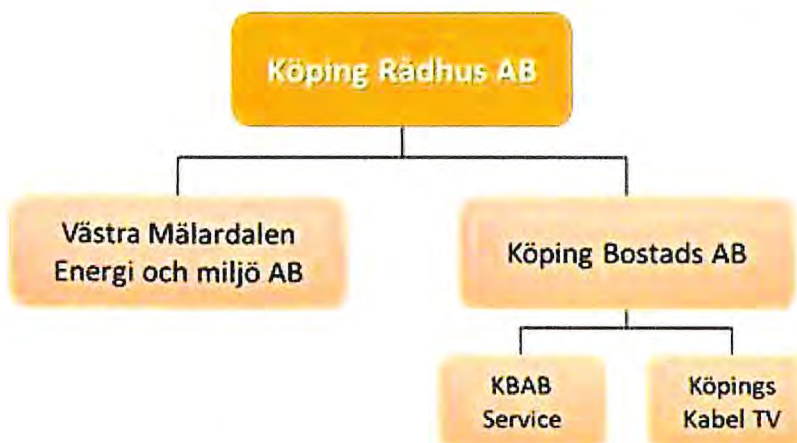 Köping Rådhus AB
Västra Mälardalen
Energi och miljö AB
Köping Bostads AB
KBAB
Service
Köpings
Kabel TV